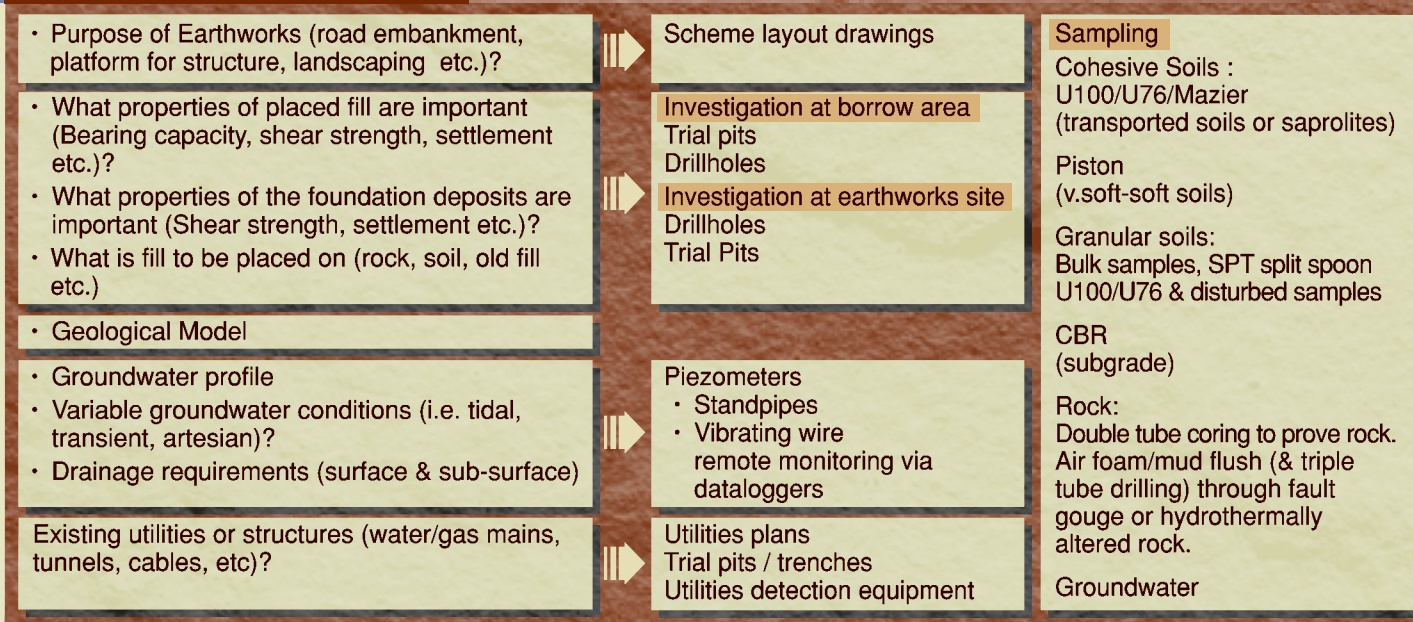 · Purpose of Earthworks (road embankment,
platform for structure, landscaping etc.)?
Scheme layout drawings
· What properties of placed fill are important
(Bearing capacity, shear strength, settlement
etc.)?
· What properties of the foundation deposits are
important (Shear strength, settlement etc.)?
· What is fill to be placed on (rock, soil, old fill
etc.)
Investigation at borrow area
Trial pits
Drillholes
Investigation at earthworks site
Drillholes
Trial Pits
· Geological Model
· Groundwater profile
· Variable groundwater conditions (i.e. tidal,
transient, artesian)?
· Drainage requirements (surface & sub-surface)
Piezometers
· Standpipes
· Vibrating wire
remote monitoring via
dataloggers
Existing utilities or structures (water/gas mains,
tunnels, cables, etc)?
Utilities plans
Trial pits / trenches
Utilities detection equipment
Sampling
Cohesive Soils :
U100/U76/Mazier
(transported soils or saprolites)
Piston
(v.soft-soft soils)
Granular soils:
Bulk samples, SPT split spoon
U100/U76 & disturbed samples
CBR
(subgrade)
Rock:
Double tube coring to prove rock.
Air foam/mud flush (& triple
tube drilling) through fault
gouge or hydrothermally
altered rock.
Groundwater